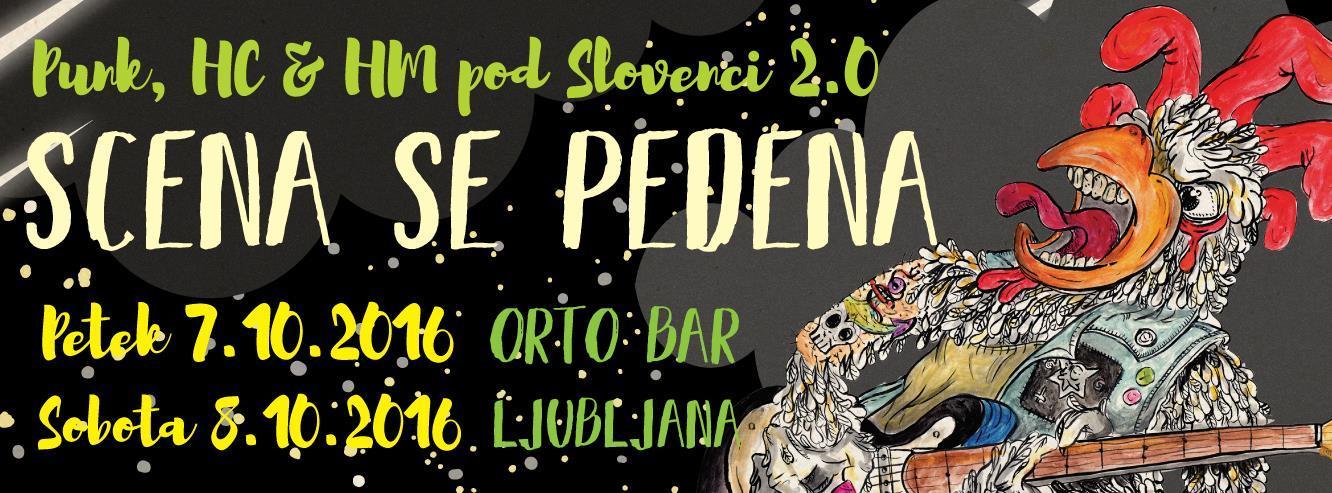 Punk, HC & HM pod Slovenci 2.0
SCENA SE PEDENA
Petek 7.10.2016 ORTO BAR
Sobota 8.10.2016 LJUBLJANA